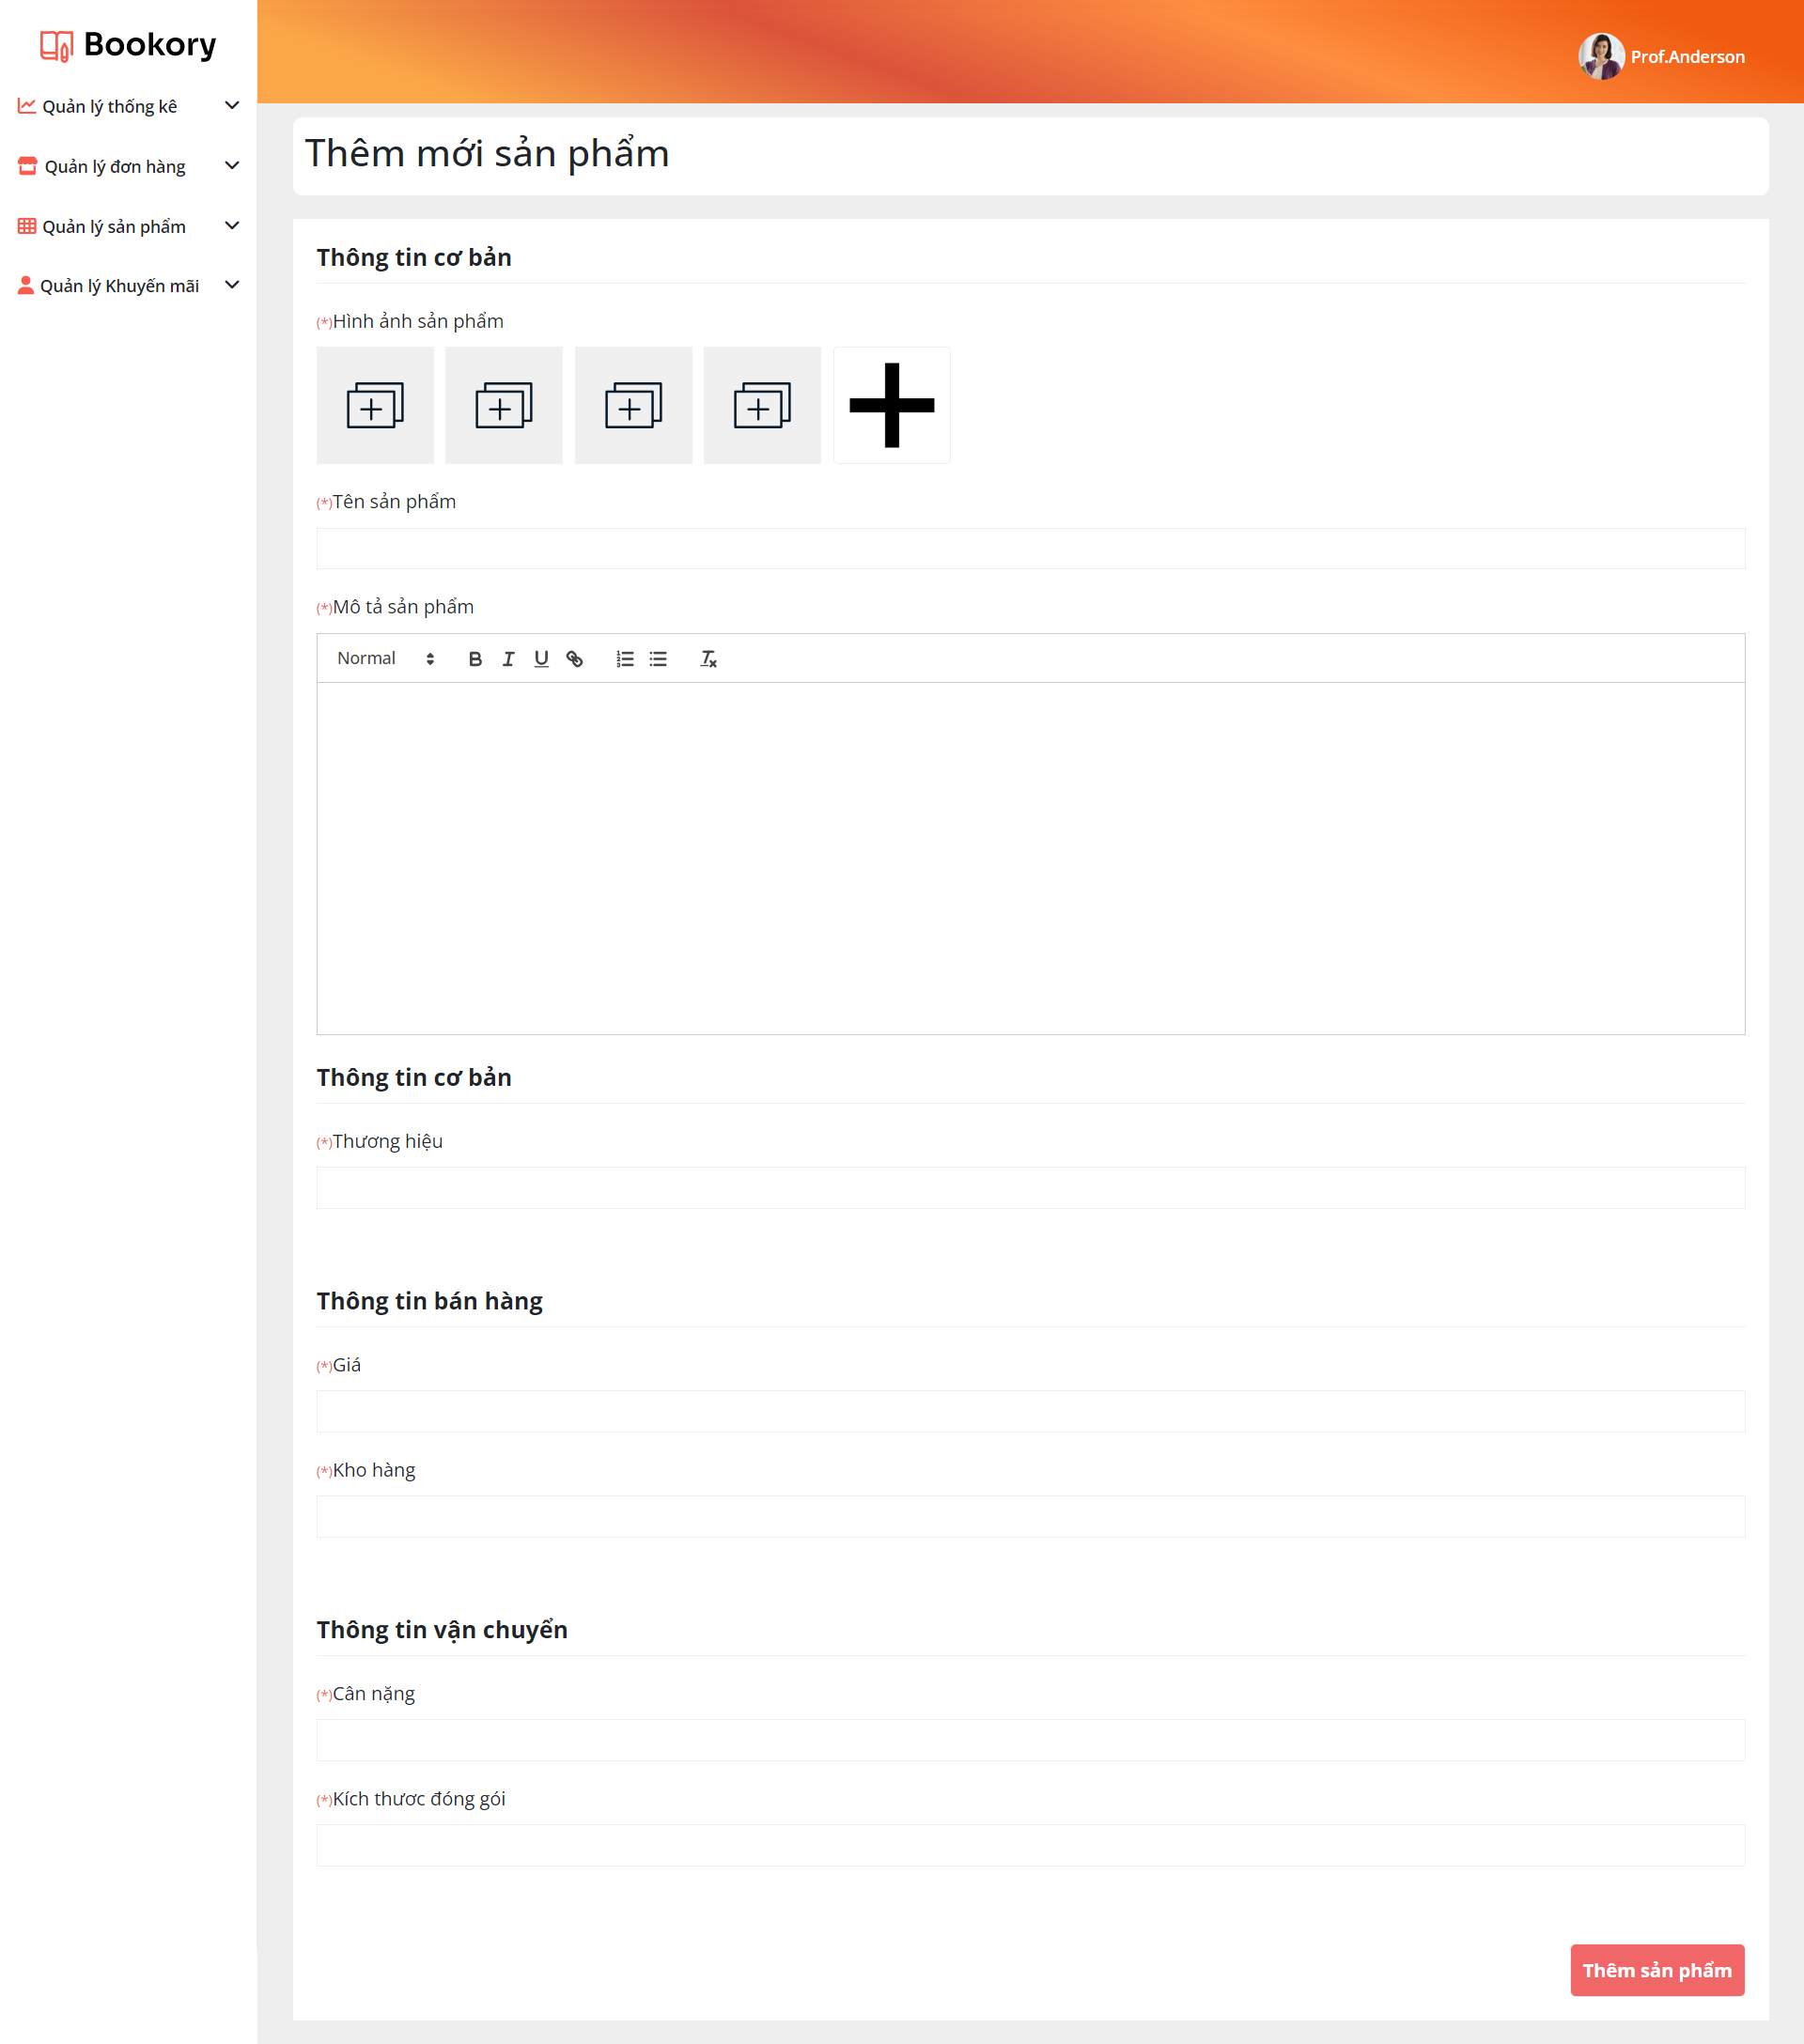 Bookory
Prof.Anderson
Quản lý thống kê
Quản lý đơn hàng
Quản lý sản phẩm
Quản lý Khuyến mãi
Thêm mới sản phẩm
Thông tin cơ bản
(*)Hình ảnh sản phẩm
(*)Tên sản phẩm
(*)Mô tả sản phẩm
Normal
Thông tin cơ bản
(*)Thương hiệu
Thông tin bán hàng
(*)Giá
(*)Kho hàng
Thông tin vận chuyển
(*)Cân nặng
(*)Kích thươc đóng gói
Thêm sản phẩm